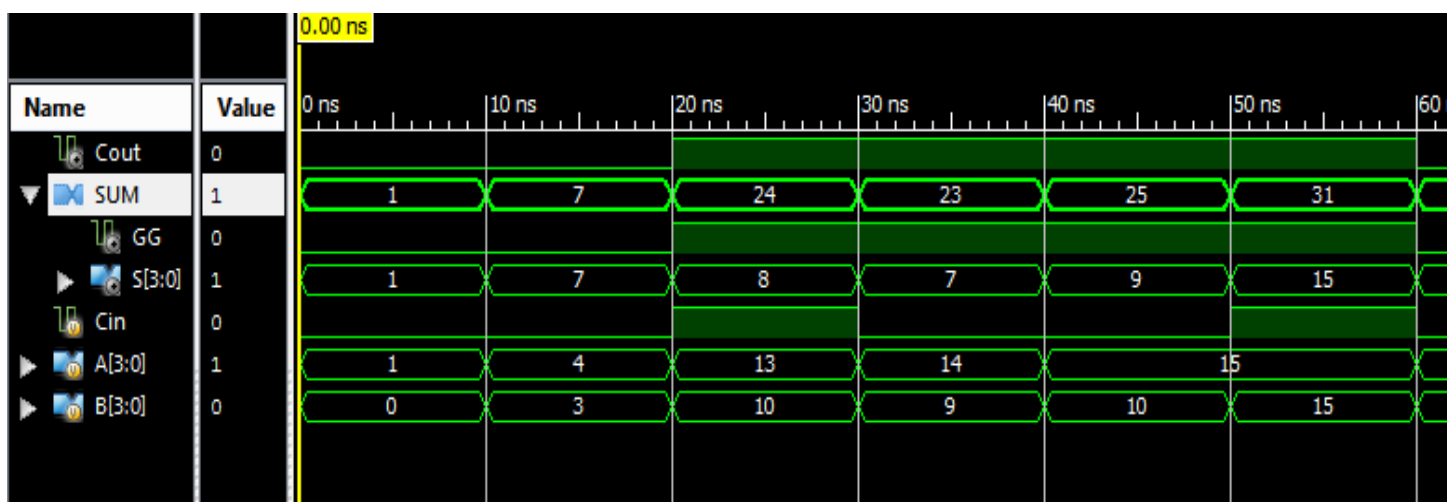 0.00 ns
Name Value 0 ns 10 ns 20 ns 30 ns 40 ns 50 ns 60
Cout 0
SUM 1 1 7 24 23 25 31
GG 0
S[3:0] 1 1 7 8 7 9 15
Cin 0
A[3:0] 1 1 4 13 14 15
B[3:0] 0 0 3 10 9 10 15